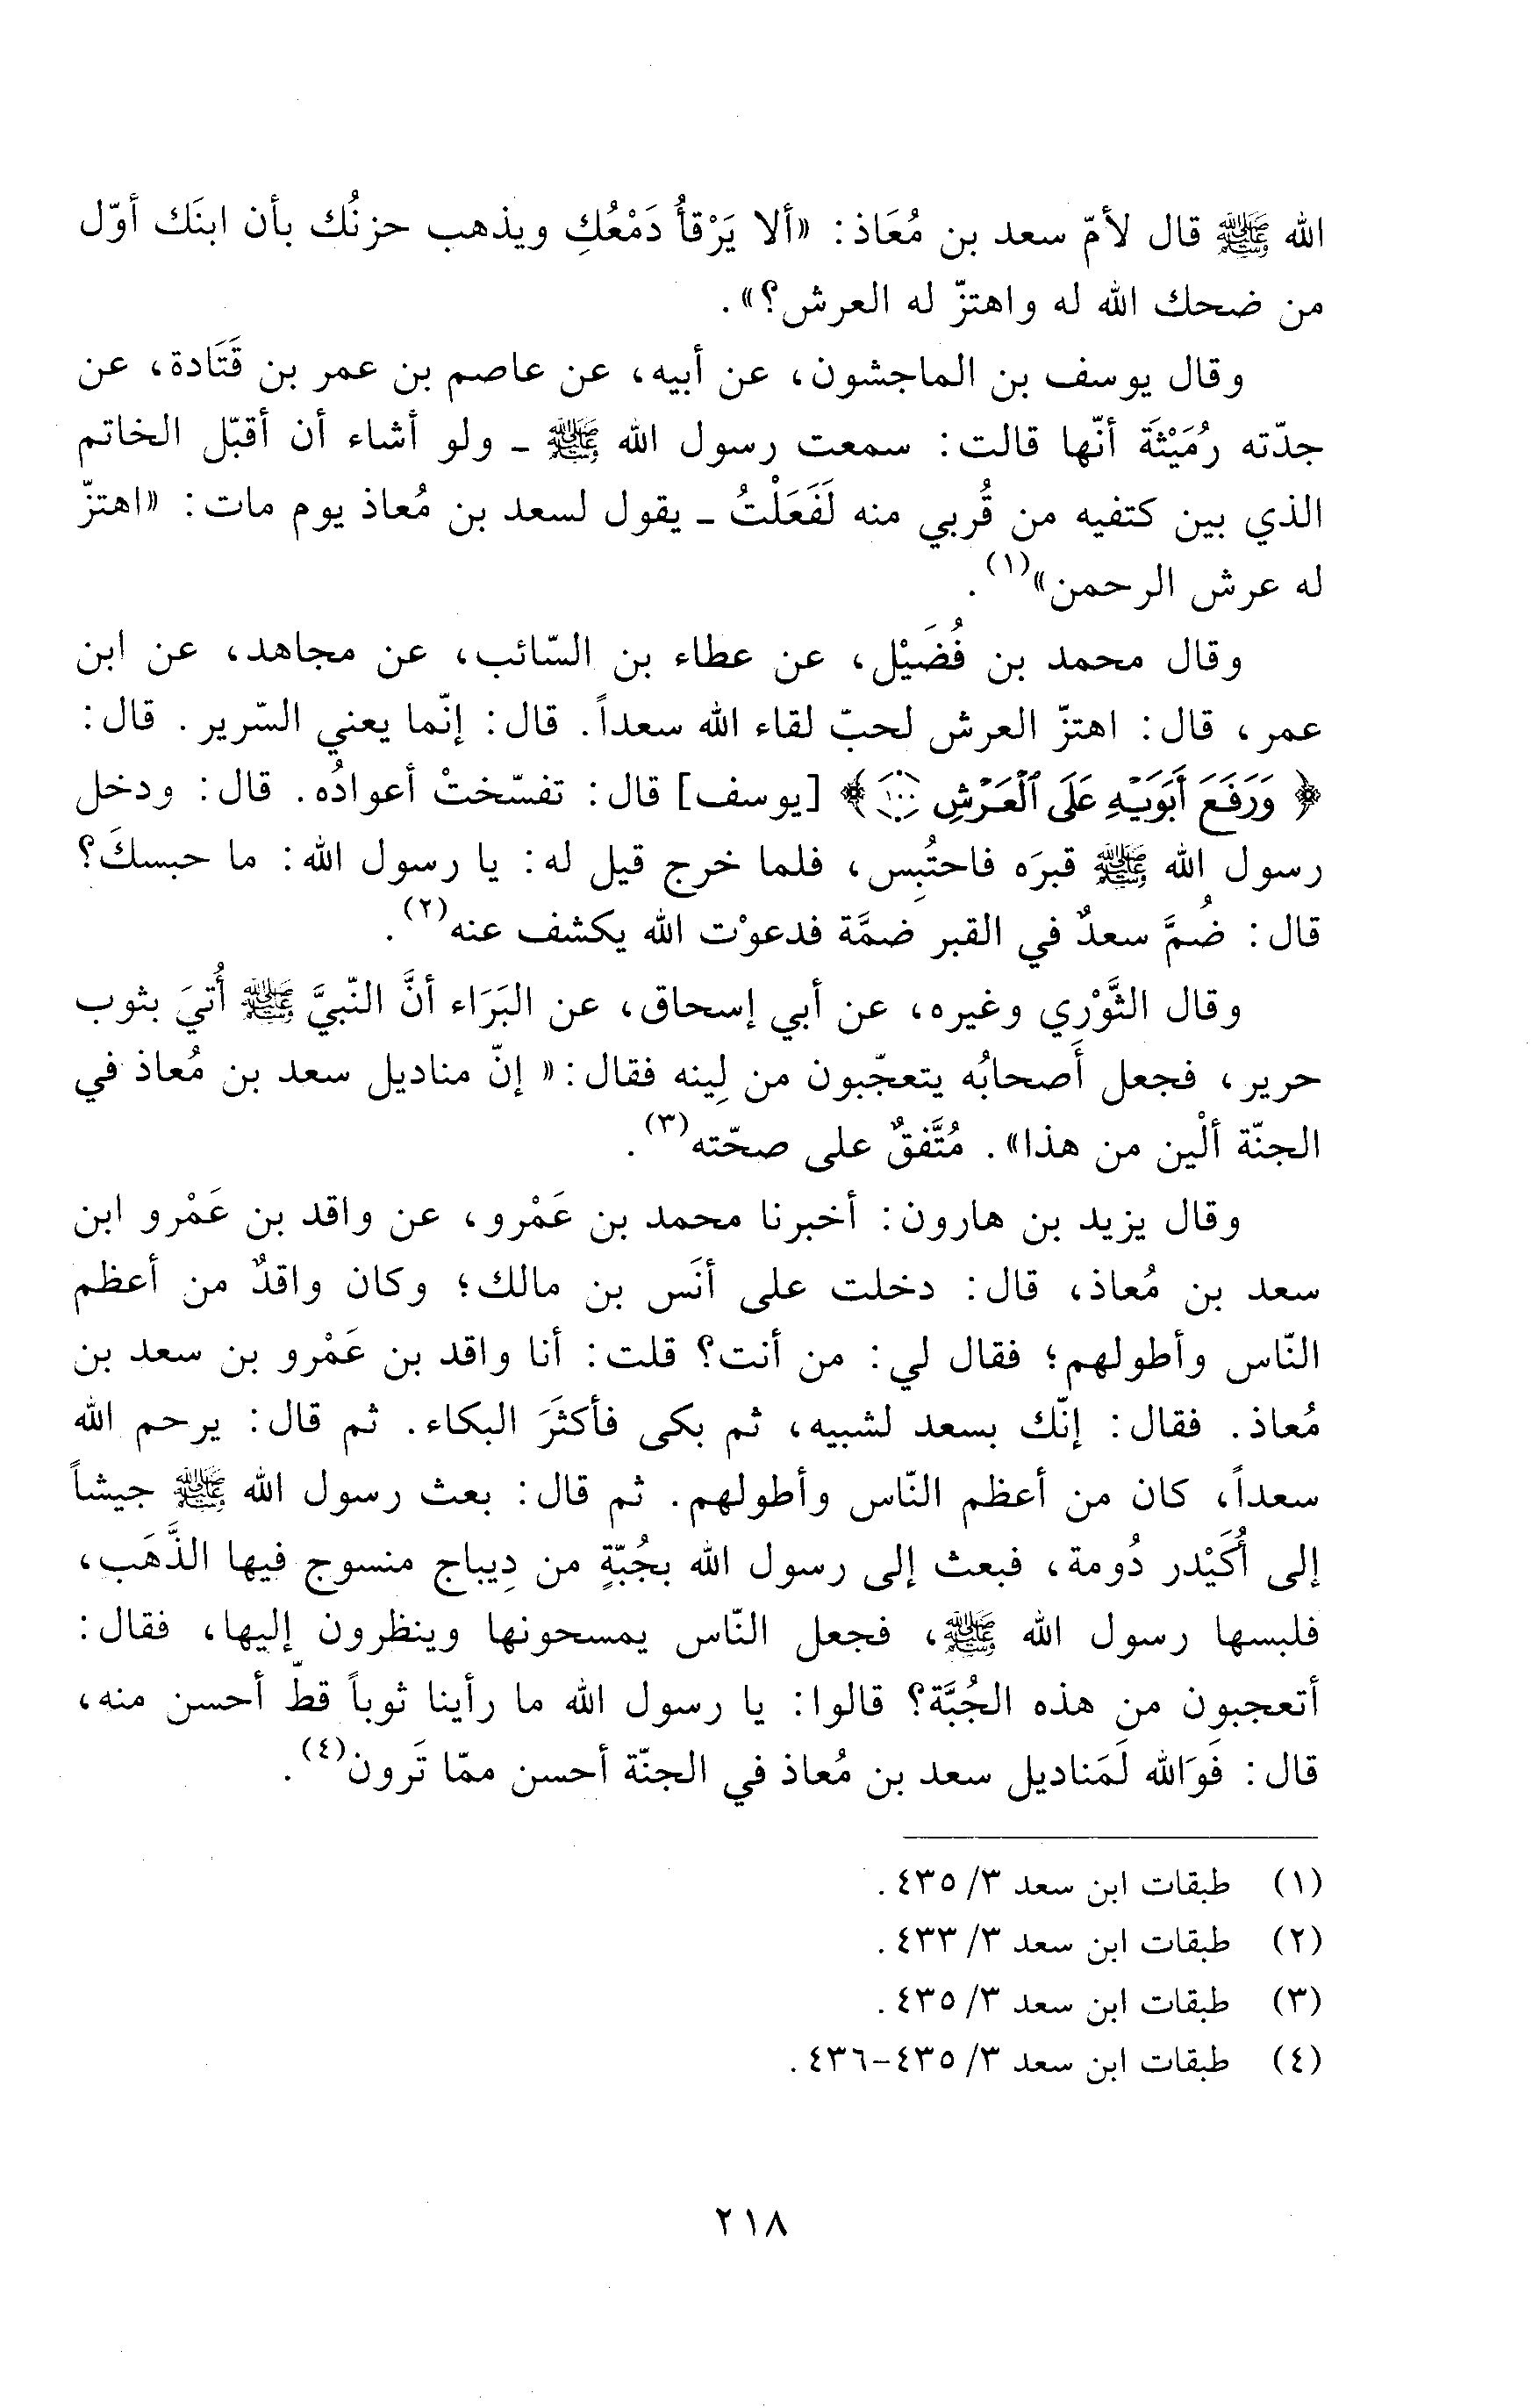 الله ﷺ قال لأمّ سعد بن مُعَاذ: «ألا يَرْقأُ دَمْعُكِ ويذهب حزنُك بأن ابنَك أوّل
من ضحك الله له واهتزّ له العرش؟».
وقال يوسف بن الماجشون، عن أبيه، عن عاصم بن عمر بن قَتَادة، عن
جدّته رُمَيْثَة أنّها قالت: سمعت رسول الله ﷺ ـ ولو أشاء أن أقبّل الخاتم
الذي بين كتفيه من قُربي منه لَفَعَلْتُ ـ يقول لسعد بن مُعاذ يوم مات: «اهتزّ
له عرش الرحمن»(١).
وقال محمد بن فُضَيْل، عن عطاء بن السّائب، عن مجاهد، عن ابن
عمر، قال: اهتزّ العرش لحبّ لقاء الله سعداً. قال: إنّما يعني السّرير. قال:
﴿وَرَفَعَ أَبَوَيْهِ عَلَى ٱلْعَرْشِ ۝١٠٠﴾ [يوسف] قال: تفسّختْ أعوادُه. قال: ودخل
رسول الله ﷺ قبرَه فاحتُبِس، فلما خرج قيل له: يا رسول الله: ما حبسكَ؟
قال: ضُمَّ سعدٌ في القبر ضمَّة فدعوْت الله يكشف عنه(٢).
وقال الثَّوْري وغيره، عن أبي إسحاق، عن البَرَاء أنَّ النّبيَّ ﷺ أُتيَ بثوب
حرير، فجعل أَصحابُه يتعجّبون من لِينه فقال: «إنّ مناديل سعد بن مُعاذ في
الجنّة ألْين من هذا». مُتَّفقٌ على صحّته(٣).
وقال يزيد بن هارون: أخبرنا محمد بن عَمْرو، عن واقد بن عَمْرو ابن
سعد بن مُعاذ، قال: دخلت على أنَس بن مالك؛ وكان واقدٌ من أعظم
النّاس وأطولهم؛ فقال لي: من أنت؟ قلت: أنا واقد بن عَمْرو بن سعد بن
مُعاذ. فقال: إنّك بسعد لشبيه، ثم بكى فأكثَرَ البكاء. ثم قال: يرحم الله
سعداً، كان من أعظم النّاس وأطولهم. ثم قال: بعث رسول الله ﷺ جيشاً
إلى أُكَيْدر دُومة، فبعث إلى رسول الله بجُبّةٍ من دِيباج منسوج فيها الذَّهَب،
فلبسها رسول الله ﷺ، فجعل النّاس يمسحونها وينظرون إليها، فقال:
أتعجبون من هذه الجُبَّة؟ قالوا: يا رسول الله ما رأينا ثوباً قطّ أحسن منه،
قال: فَوَالله لَمَناديل سعد بن مُعاذ في الجنّة أحسن ممّا تَرون(٤).
(١) طبقات ابن سعد ٣/ ٤٣٥.
(٢) طبقات ابن سعد ٣/ ٤٣٣.
(٣) طبقات ابن سعد ٣/ ٤٣٥.
(٤) طبقات ابن سعد ٣/ ٤٣٥-٤٣٦.
٢١٨